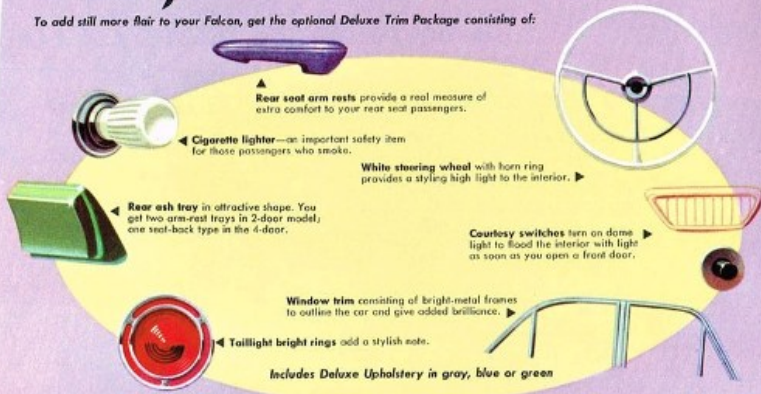 To add still more flair to your Falcon, get the optional Deluxe Trim Package consisting of:
Rear seat arm rests provide a real measure of
extra comfort to your rear seat passengers.
Cigarette lighter—an important safety item
for those passengers who smoke.
White steering wheel with horn ring
provides a styling high light to the interior.
Rear ash tray in attractive shape. You
get two arm-rest trays in 2-door model;
one seat-back type in the 4-door.
Courtesy switches turn on dome
light to flood the interior with light
as soon as you open a front door.
Window trim consisting of bright-metal frames
to outline the car and give added brilliance.
Taillight bright rings add a stylish note.
Includes Deluxe Upholstery in gray, blue or green